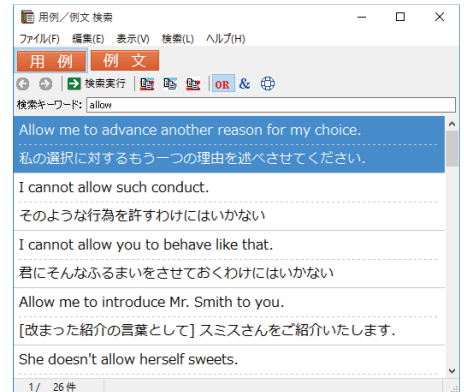 用例／例文 検索
ファイル(F) 編集(E) 表示(V) 検索(L) ヘルプ(H)
用 例 例 文
検索実行 OR &
検索キーワード: allow
Allow me to advance another reason for my choice.
私の選択に対するもう一つの理由を述べさせてください.
I cannot allow such conduct.
そのような行為を許すわけにはいかない
I cannot allow you to behave like that.
君にそんなふるまいをさせておくわけにはいかない
Allow me to introduce Mr. Smith to you.
[改まった紹介の言葉として] スミスさんをご紹介いたします.
She doesn't allow herself sweets.
1/ 26件